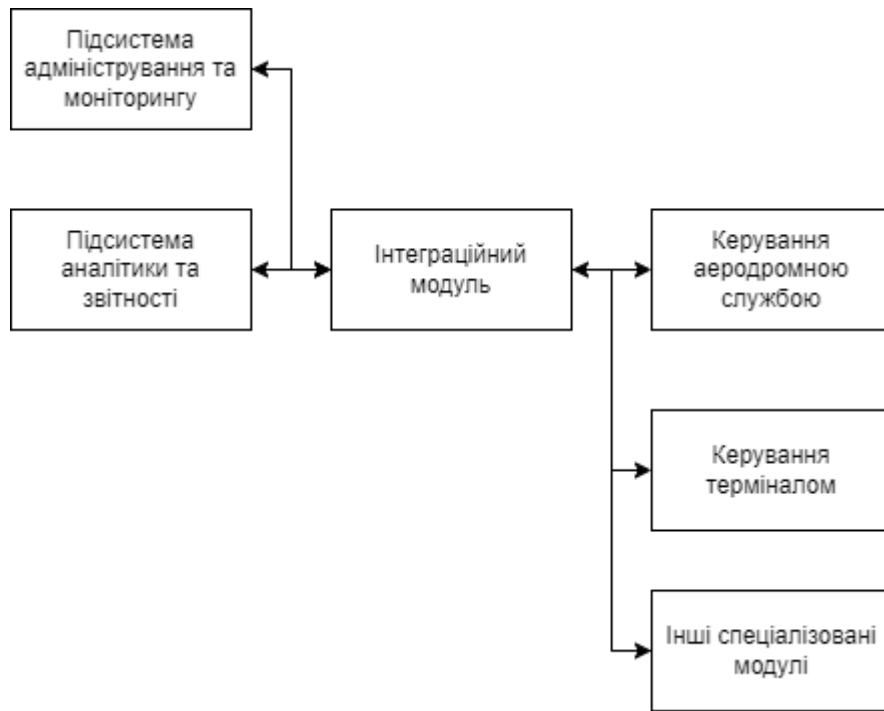 Підсистема
адміністрування та
моніторингу
Підсистема
аналітики та
звітності
Інтеграційний
модуль
Керування
аеродромною
службою
Керування
терміналом
Інші спеціалізовані
модулі